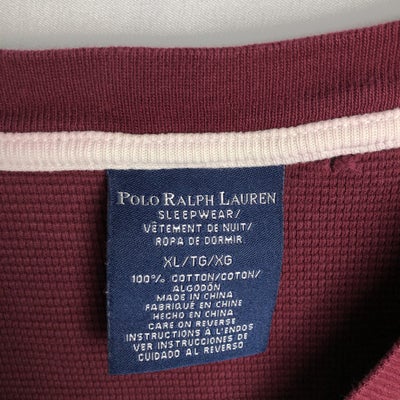 POLO RALPH LAUREN
SLEEPWEAR/
VÊTEMENT DE NUIT/
ROPA DE DORMIR
XL/TG/XG
100% COTTON/COTON/
ALGODÓN
MADE IN CHINA
FABRIQUÉ EN CHINE
HECHO EN CHINA
CARE ON REVERSE
INSTRUCTIONS À L'ENDOS
VER INSTRUCCIONES DE
CUIDADO AL REVERSO